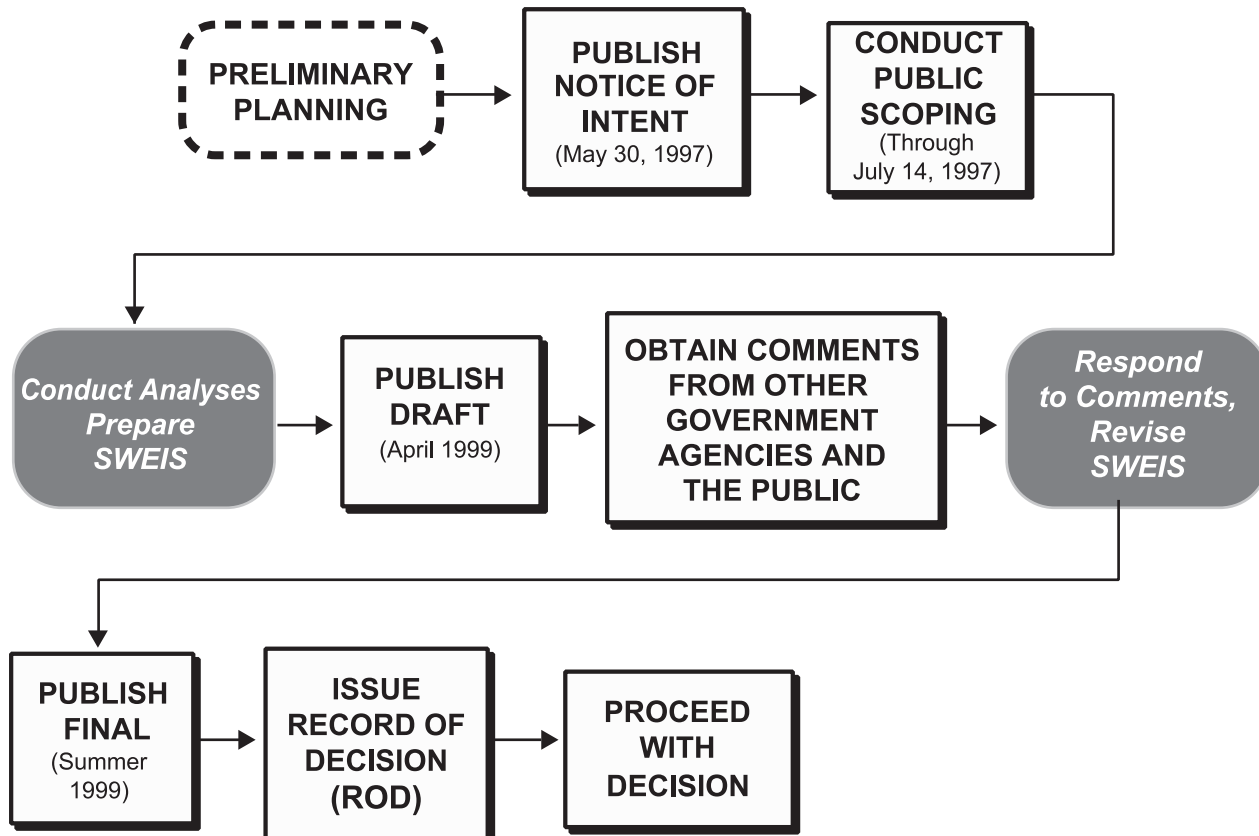 PRELIMINARY
PLANNING
PUBLISH
NOTICE OF
INTENT
(May 30, 1997)
CONDUCT
PUBLIC
SCOPING
(Through
July 14, 1997)
Conduct Analyses
Prepare
SWEIS
PUBLISH
DRAFT
(April 1999)
OBTAIN COMMENTS
FROM OTHER
GOVERNMENT
AGENCIES AND
THE PUBLIC
Respond
to Comments,
Revise
SWEIS
PUBLISH
FINAL
(Summer
1999)
ISSUE
RECORD OF
DECISION
(ROD)
PROCEED
WITH
DECISION